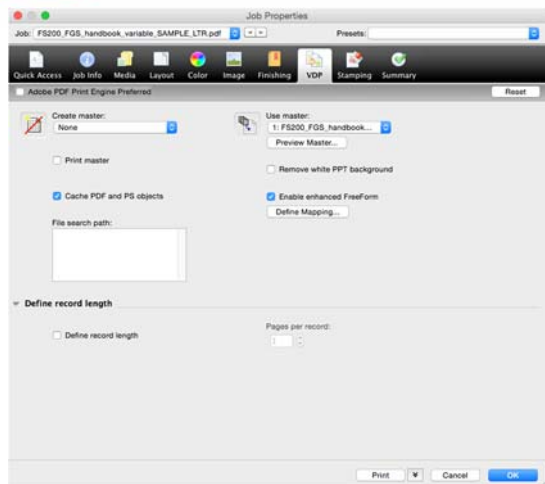 Job Properties
Job: FS200_FGS_handbook_variable_SAMPLE_LTR.pdf
Presets:
Quick Access Job Info Media Layout Color Image Finishing VDP Stamping Summary
Adobe PDF Print Engine Preferred
Reset
Create master:
None
Use master:
1: FS200_FGS_handbook...
Preview Master...
Print master
Remove white PPT background
Cache PDF and PS objects
Enable enhanced FreeForm
Define Mapping...
File search path:
Define record length
Define record length
Pages per record:
1
Print
Cancel
OK